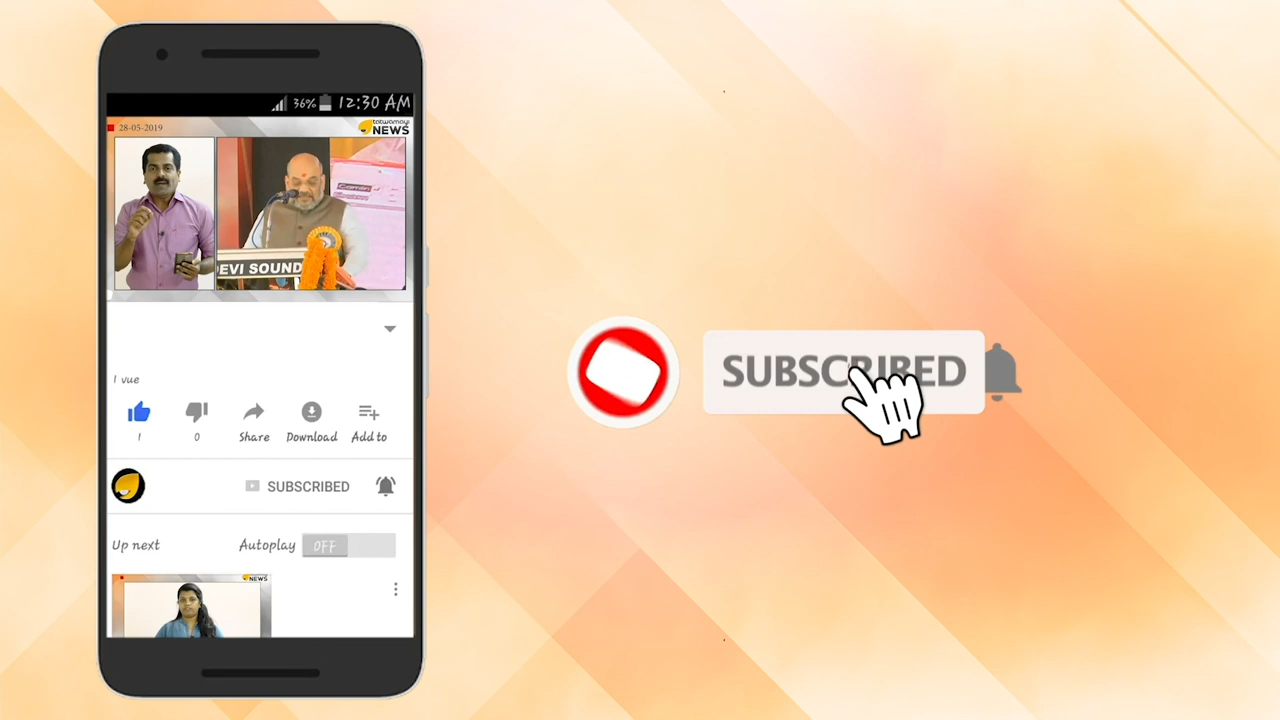 36% 12:30 AM
28-05-2019
tatwamayi
NEWS
DEVI SOUND
1 vue
1
0
Share
Download
Add to
SUBSCRIBED
Up next
Autoplay
OFF
NEWS
SUBSCRIBED